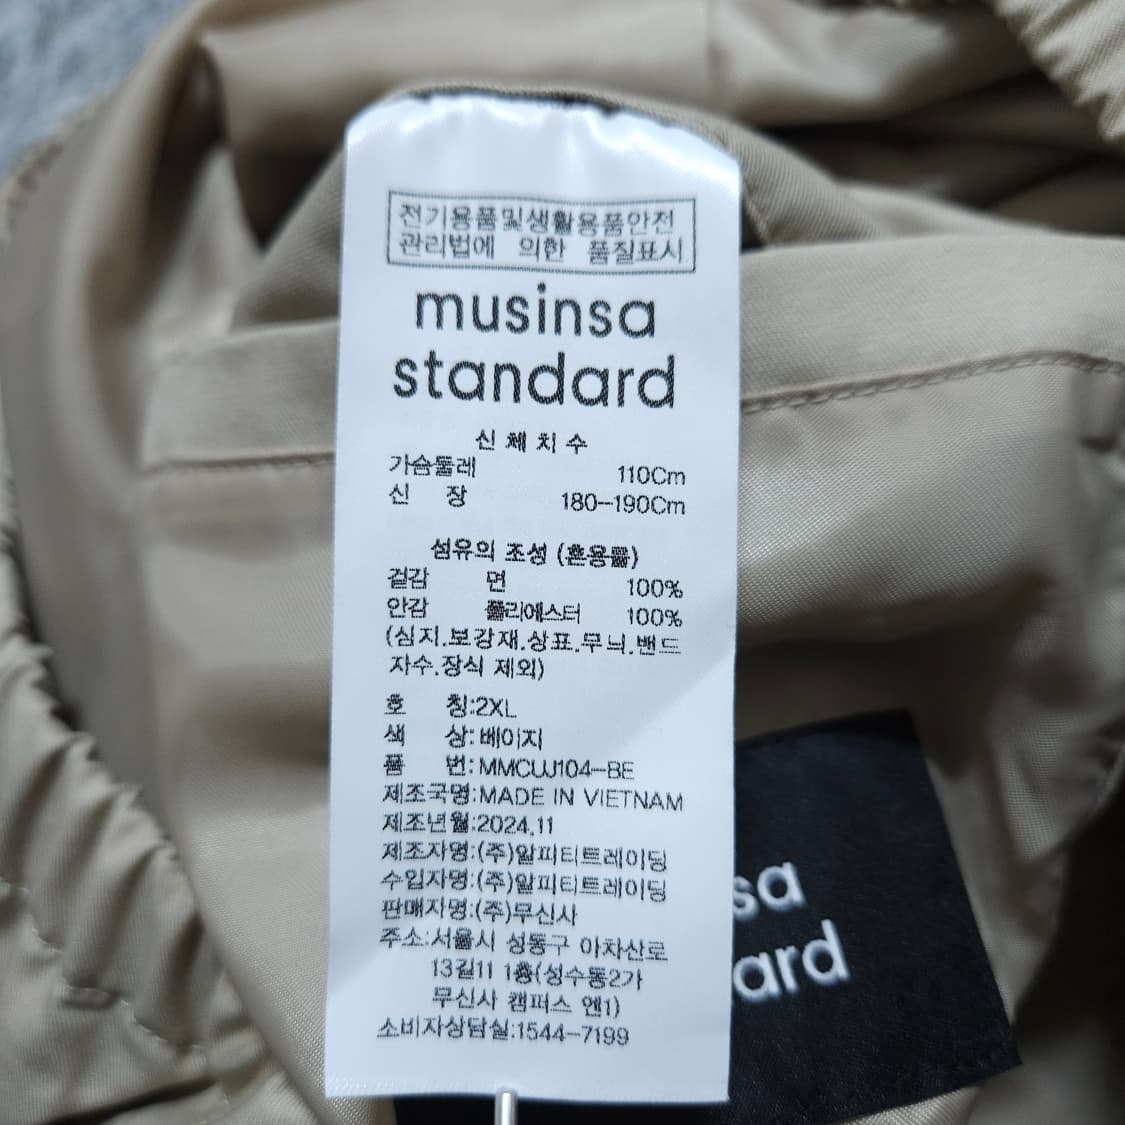 전기용품및생활용품안전
관리법에 의한 품질표시
musinsa
standard
신체치수
가슴둘레 110Cm
신 장 180-190Cm
섬유의 조성 (혼용률)
겉감 면 100%
안감 폴리에스터 100%
(심지.보강재.상표.무늬.밴드
자수.장식 제외)
호 칭:2XL
색 상:베이지
품 번:MMCUJ104-BE
제조국명:MADE IN VIETNAM
제조년월:2024.11
제조자명:(주)알피티트레이딩
수입자명:(주)알피티트레이딩
판매자명:(주)무신사
주소:서울시 성동구 아차산로
13길11 1층(성수동2가
무신사 캠퍼스 엔1)
소비자상담실:1544-7199
sa
ard